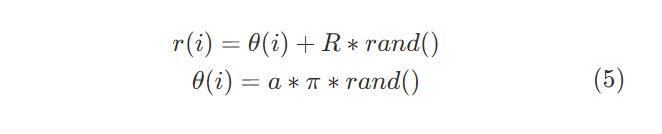 r(i) = θ(i) + R * rand()
θ(i) = a * π * rand() (5)